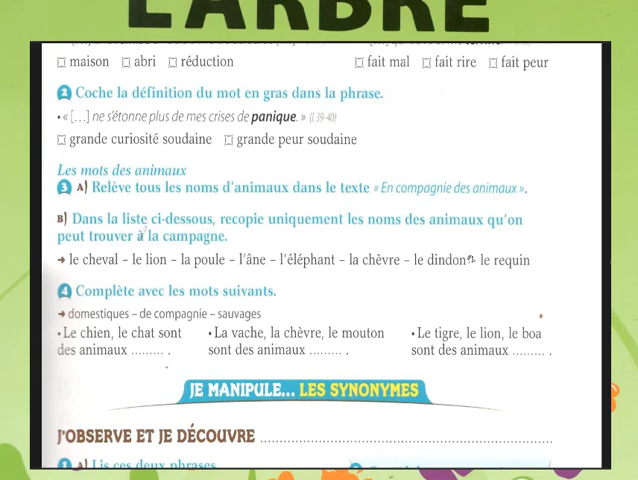 L'ARBRE
maison abri réduction
fait mal fait rire fait peur
2 Coche la définition du mot en gras dans la phrase.
• « […] ne s'étonne plus de mes crises de panique. » (l. 39-40)
grande curiosité soudaine grande peur soudaine
Les mots des animaux
3 A) Relève tous les noms d'animaux dans le texte « En compagnie des animaux ».
B) Dans la liste ci-dessous, recopie uniquement les noms des animaux qu'on
peut trouver à la campagne.
➜ le cheval – le lion – la poule – l'âne – l'éléphant – la chèvre – le dindon – le requin
4 Complète avec les mots suivants.
➜ domestiques – de compagnie – sauvages
• Le chien, le chat sont
des animaux ......... .
• La vache, la chèvre, le mouton
sont des animaux ......... .
• Le tigre, le lion, le boa
sont des animaux ......... .
JE MANIPULE... LES SYNONYMES
J'OBSERVE ET JE DÉCOUVRE
1 A) Lis ces deux phrases.